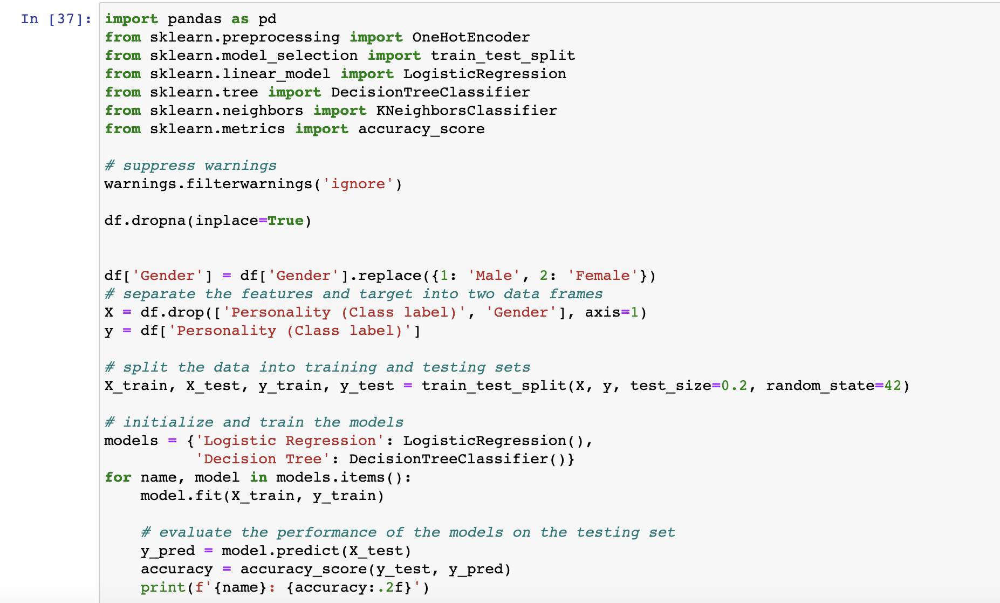 In [37]: import pandas as pd
from sklearn.preprocessing import OneHotEncoder
from sklearn.model_selection import train_test_split
from sklearn.linear_model import LogisticRegression
from sklearn.tree import DecisionTreeClassifier
from sklearn.neighbors import KNeighborsClassifier
from sklearn.metrics import accuracy_score

# suppress warnings
warnings.filterwarnings('ignore')

df.dropna(inplace=True)


df['Gender'] = df['Gender'].replace({1: 'Male', 2: 'Female'})
# separate the features and target into two data frames
X = df.drop(['Personality (Class label)', 'Gender'], axis=1)
y = df['Personality (Class label)']

# split the data into training and testing sets
X_train, X_test, y_train, y_test = train_test_split(X, y, test_size=0.2, random_state=42)

# initialize and train the models
models = {'Logistic Regression': LogisticRegression(),
          'Decision Tree': DecisionTreeClassifier()}
for name, model in models.items():
    model.fit(X_train, y_train)

    # evaluate the performance of the models on the testing set
    y_pred = model.predict(X_test)
    accuracy = accuracy_score(y_test, y_pred)
    print(f'{name}: {accuracy:.2f}')